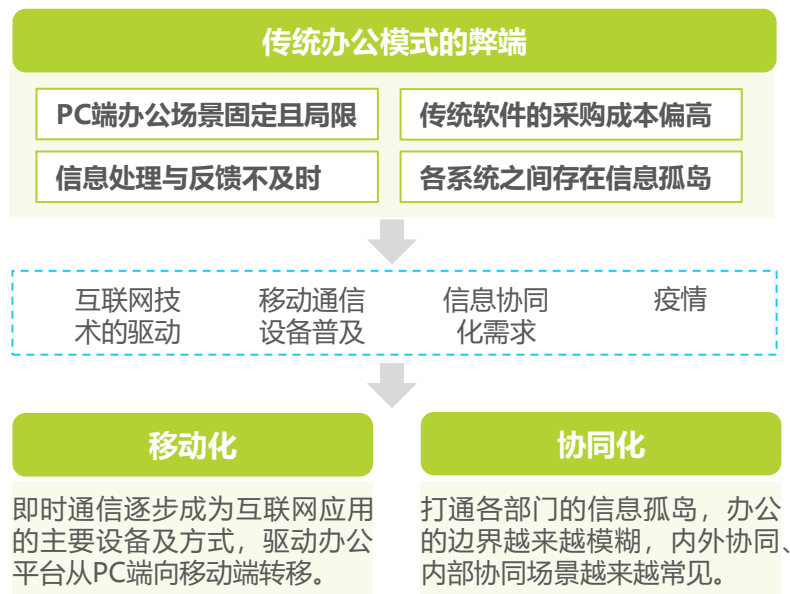 传统办公模式的弊端
PC端办公场景固定且局限
传统软件的采购成本偏高
信息处理与反馈不及时
各系统之间存在信息孤岛
互联网技
术的驱动
移动通信
设备普及
信息协同
化需求
疫情
移动化
即时通信逐步成为互联网应用
的主要设备及方式，驱动办公
平台从PC端向移动端转移。
协同化
打通各部门的信息孤岛，办公
的边界越来越模糊，内外协同、
内部协同场景越来越常见。